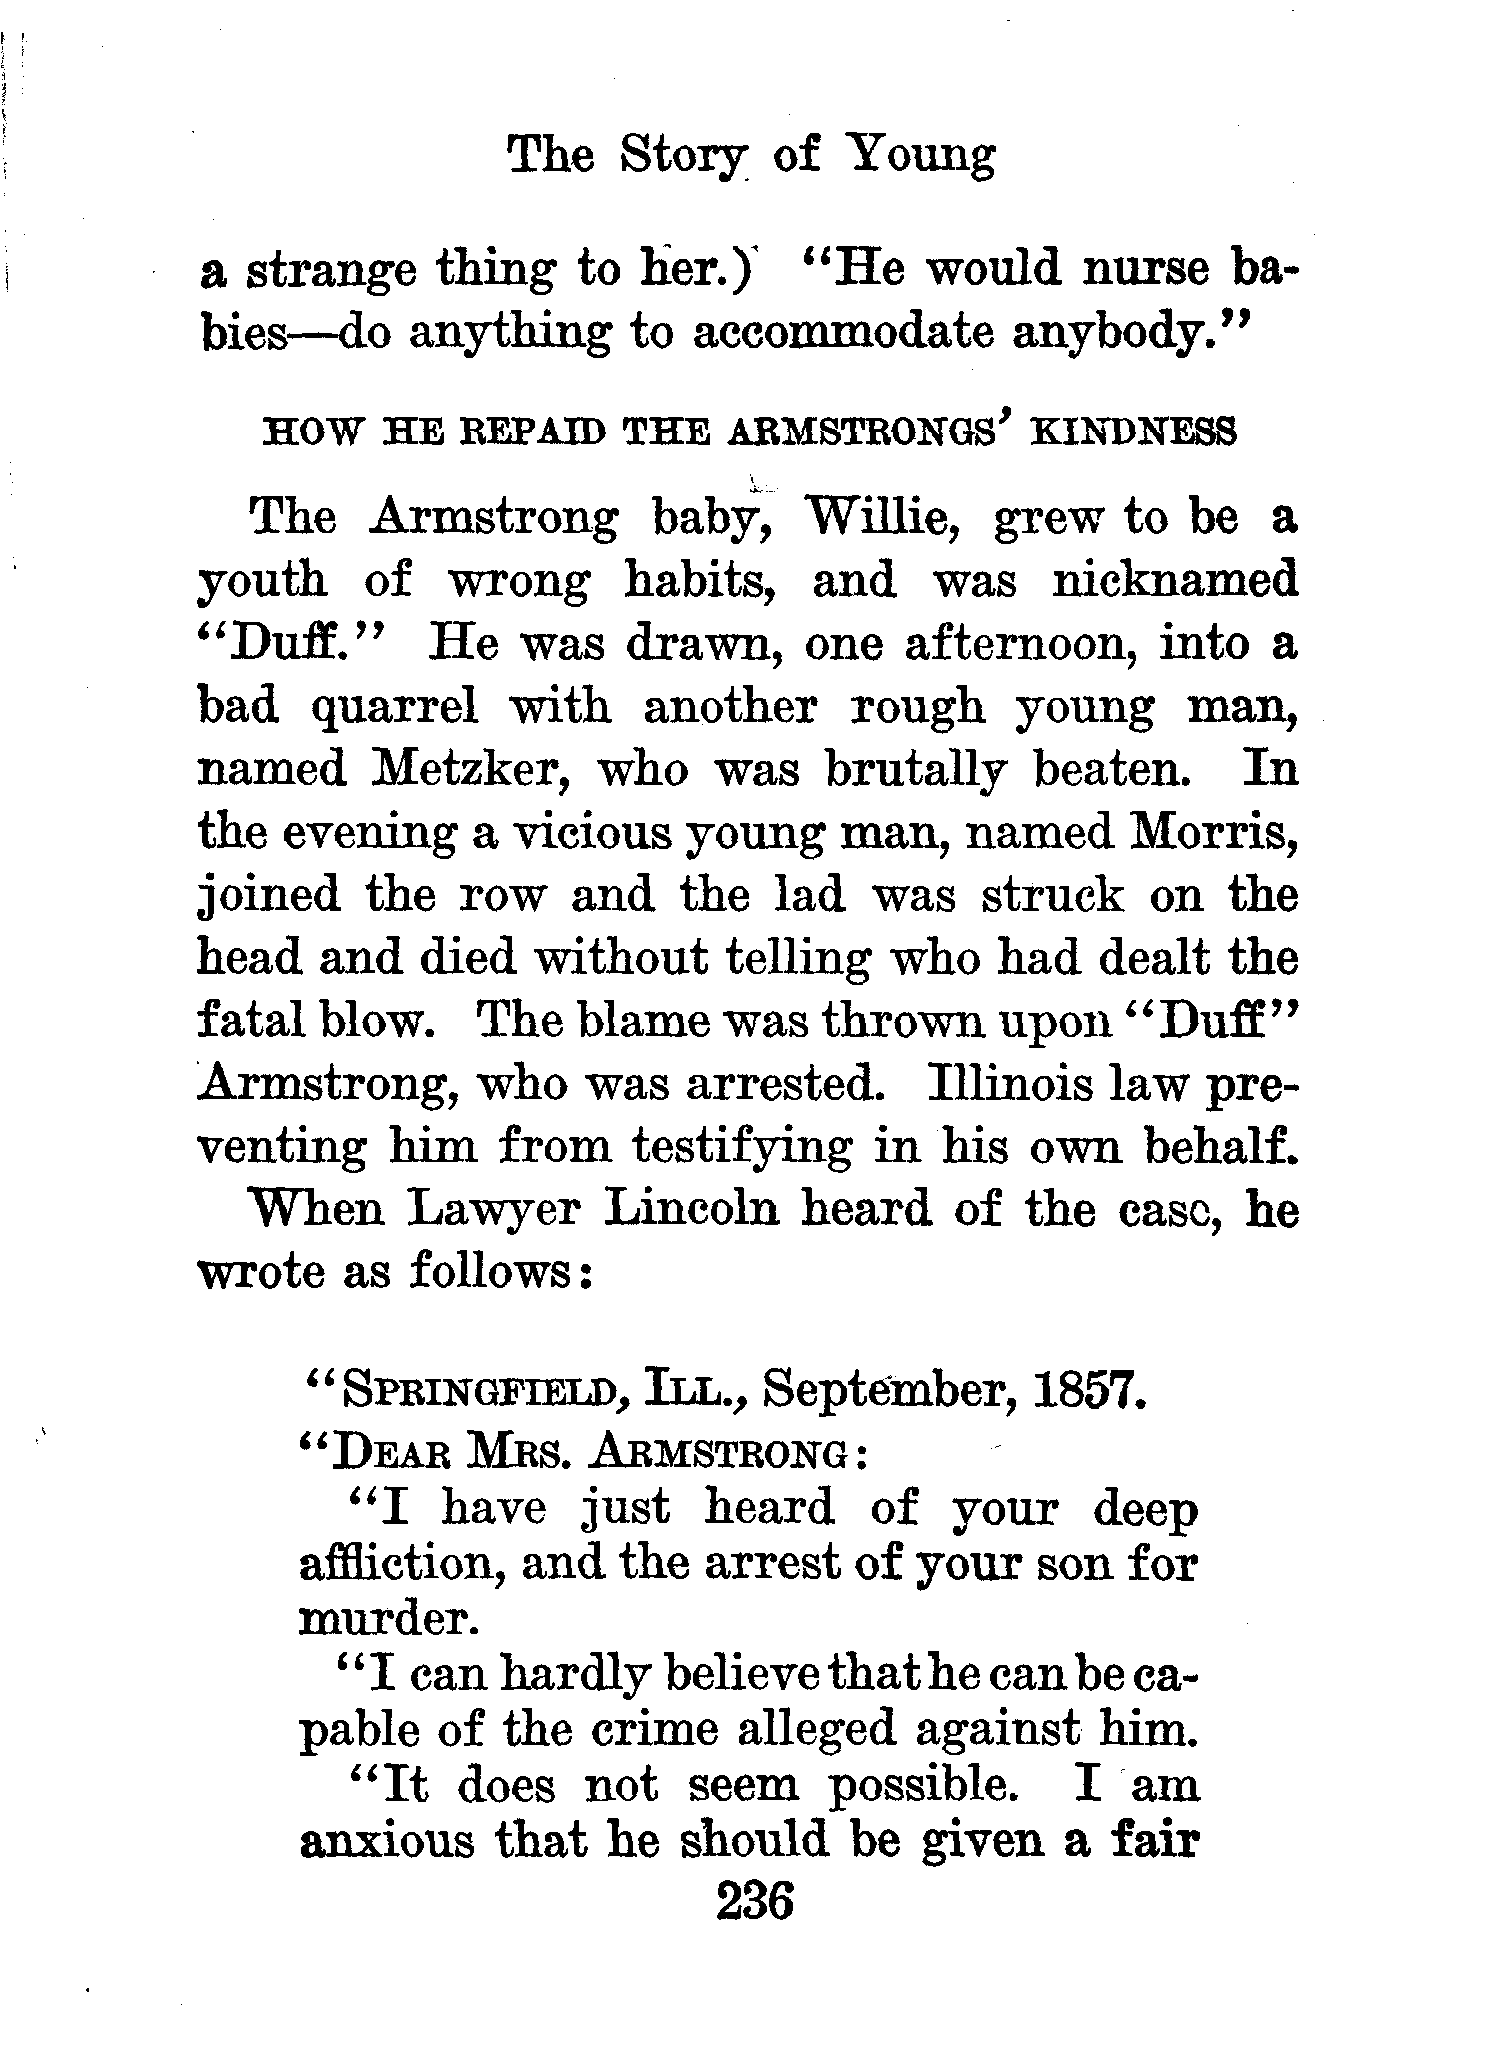 The Story of Young
a strange thing to her.) "He would nurse ba-
bies—do anything to accommodate anybody."
HOW HE REPAID THE ARMSTRONGS' KINDNESS
The Armstrong baby, Willie, grew to be a
youth of wrong habits, and was nicknamed
"Duff." He was drawn, one afternoon, into a
bad quarrel with another rough young man,
named Metzker, who was brutally beaten. In
the evening a vicious young man, named Morris,
joined the row and the lad was struck on the
head and died without telling who had dealt the
fatal blow. The blame was thrown upon "Duff"
Armstrong, who was arrested. Illinois law pre-
venting him from testifying in his own behalf.
When Lawyer Lincoln heard of the case, he
wrote as follows:
"SPRINGFIELD, ILL., September, 1857.
"DEAR MRS. ARMSTRONG:
"I have just heard of your deep
affliction, and the arrest of your son for
murder.
"I can hardly believe that he can be ca-
pable of the crime alleged against him.
"It does not seem possible. I am
anxious that he should be given a fair
236